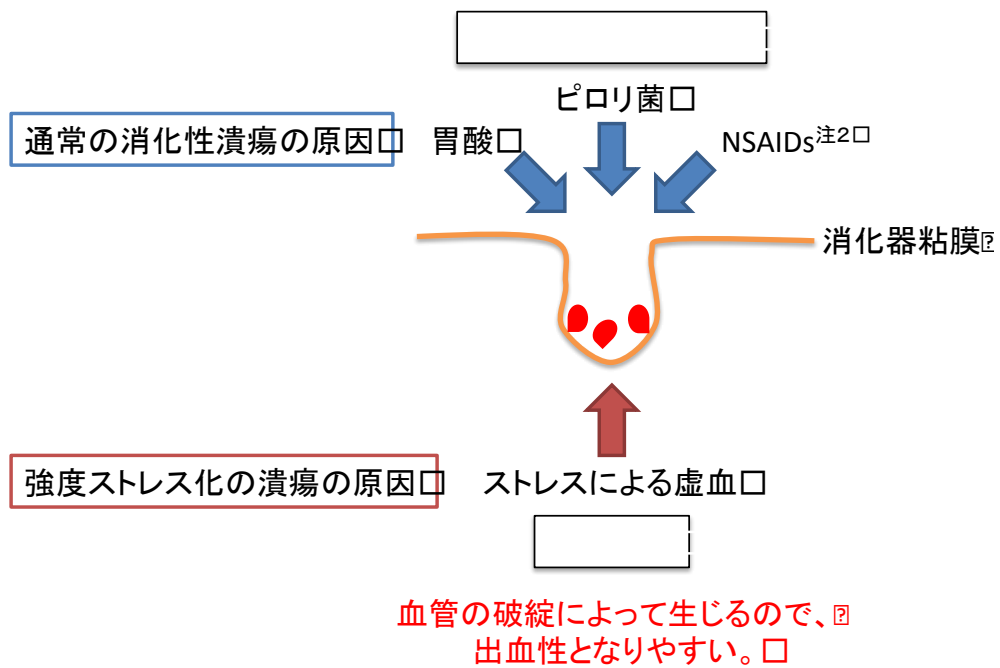 ピロリ菌
通常の消化性潰瘍の原因 胃酸 NSAIDs注2
消化器粘膜
強度ストレス化の潰瘍の原因 ストレスによる虚血
血管の破綻によって生じるので、
出血性となりやすい。